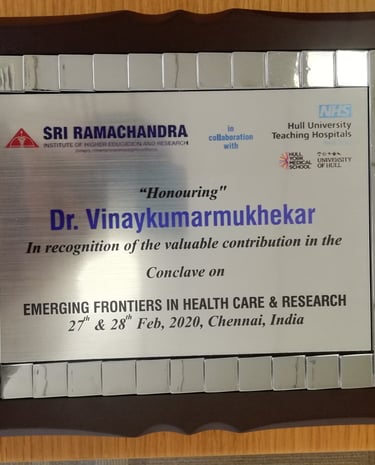 SRI RAMACHANDRA
INSTITUTE OF HIGHER EDUCATION AND RESEARCH
in
collaboration
with
NHS
Hull University
Teaching Hospitals
HULL
YORK
MEDICAL
SCHOOL
UNIVERSITY
OF HULL
“Honouring"
Dr. Vinaykumarmukhekar
In recognition of the valuable contribution in the
Conclave on
EMERGING FRONTIERS IN HEALTH CARE & RESEARCH
27th & 28th Feb, 2020, Chennai, India